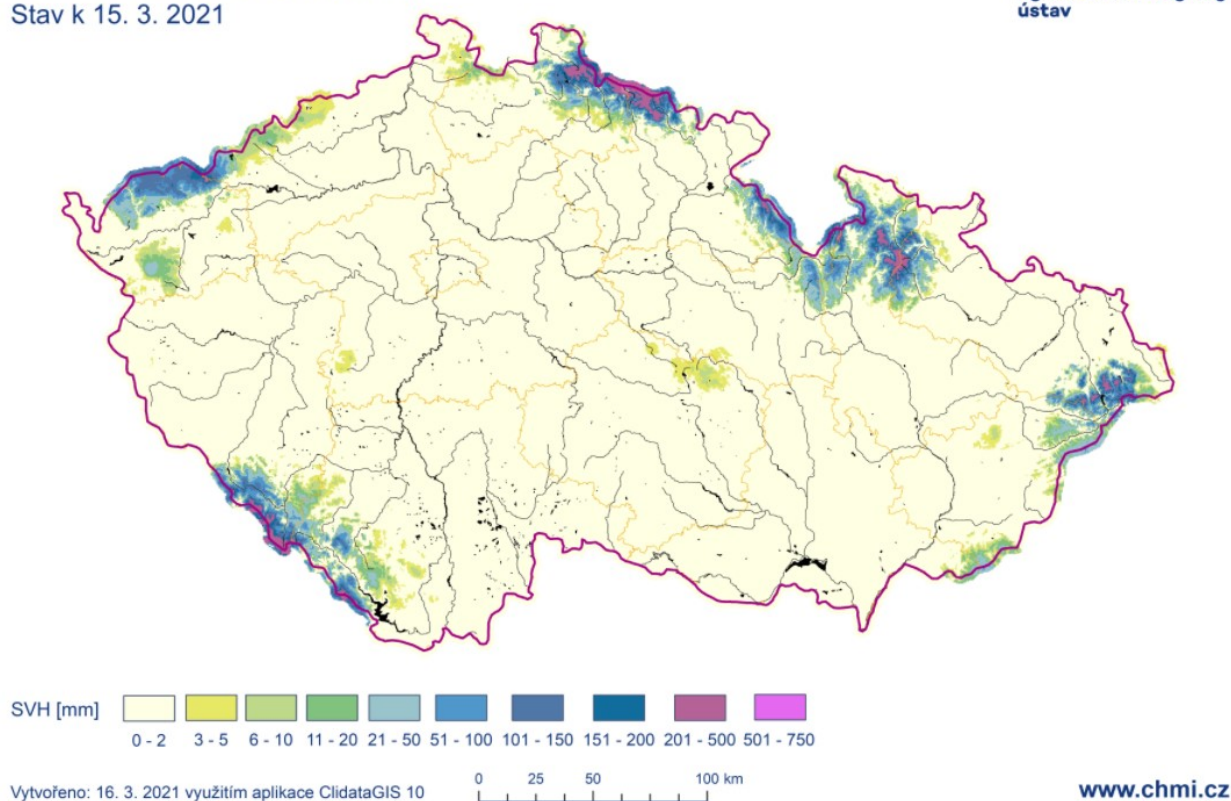 Stav k 15. 3. 2021
ústav
SVH [mm]
0 - 2 3 - 5 6 - 10 11 - 20 21 - 50 51 - 100 101 - 150 151 - 200 201 - 500 501 - 750
0 25 50 100 km
Vytvořeno: 16. 3. 2021 využitím aplikace ClidataGIS 10
www.chmi.cz